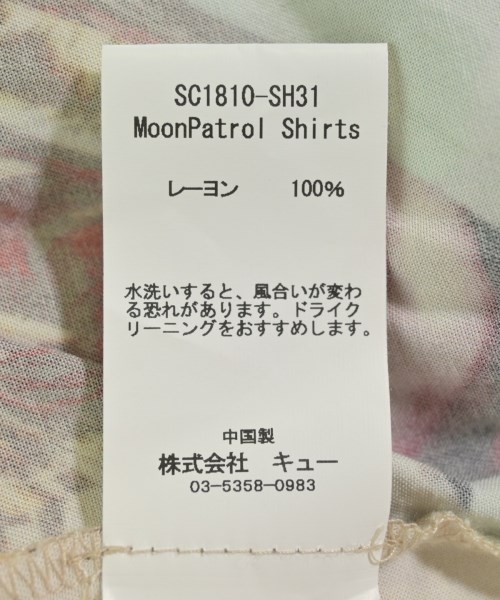 SC1810-SH31
MoonPatrol Shirts
レーヨン 100%
水洗いすると、風合いが変わ
る恐れがあります。ドライク
リーニングをおすすめします。
中国製
株式会社 キュー
03-5358-0983